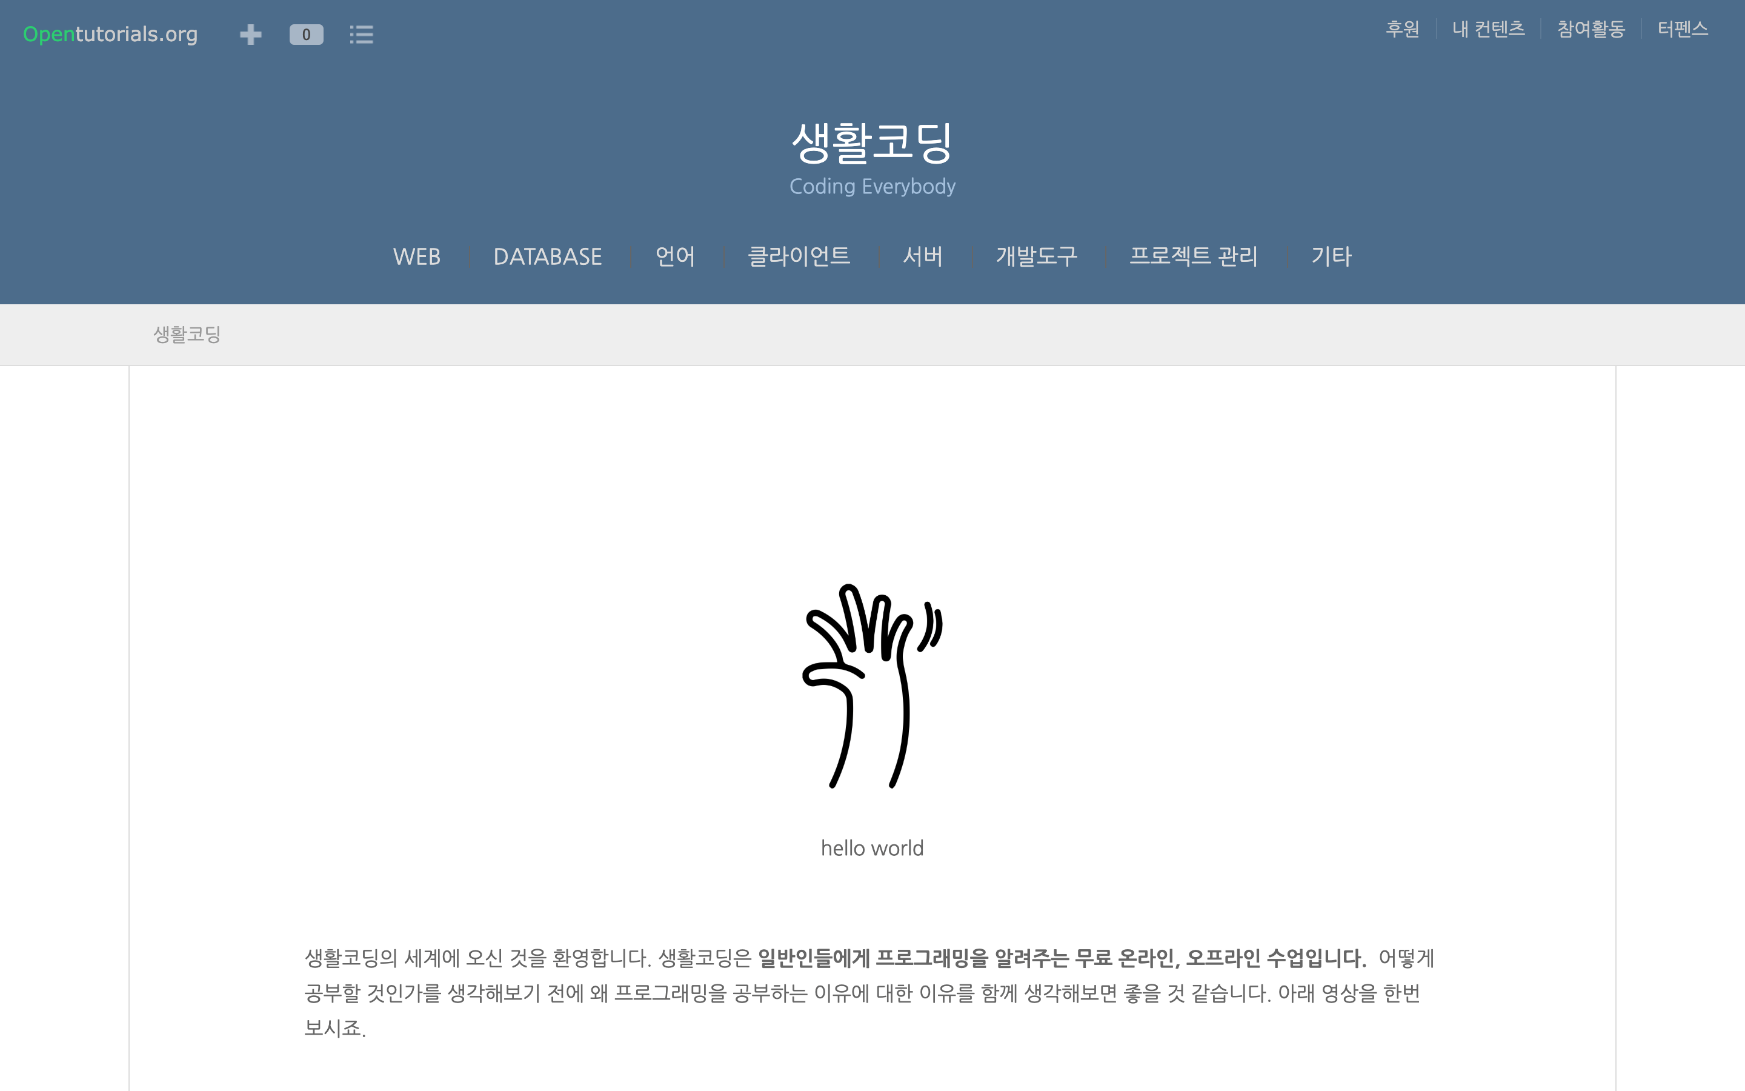 Opentutorials.org 0 후원 내 컨텐츠 참여활동 터펜스
생활코딩
Coding Everybody
WEB DATABASE 언어 클라이언트 서버 개발도구 프로젝트 관리 기타
생활코딩
hello world
생활코딩의 세계에 오신 것을 환영합니다. 생활코딩은 일반인들에게 프로그래밍을 알려주는 무료 온라인, 오프라인 수업입니다. 어떻게
공부할 것인가를 생각해보기 전에 왜 프로그래밍을 공부하는 이유에 대한 이유를 함께 생각해보면 좋을 것 같습니다. 아래 영상을 한번
보시죠.